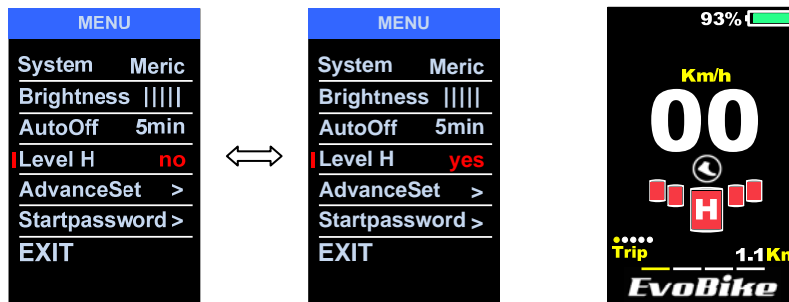 MENU
System Meric
Brightness |||||
AutoOff 5min
Level H no
AdvanceSet >
Startpassword >
EXIT
MENU
System Meric
Brightness |||||
AutoOff 5min
Level H yes
AdvanceSet >
Startpassword >
EXIT
93%
Km/h
00
H
Trip 1.1Km
EvoBike